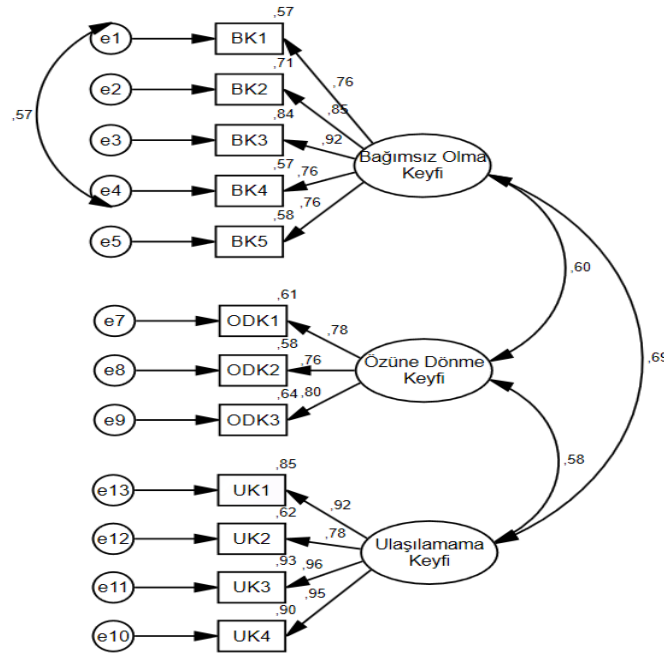 ,57
e1 BK1
,71
,76
e2 BK2
,85
,57
,84
e3 BK3
,92
Bağımsız Olma
Keyfi
,57
,76
e4 BK4
,76
,58
e5 BK5
,60
,61
e7 ODK1
,78
,58
Özüne Dönme
Keyfi
e8 ODK2
,76
,69
,64
,80
e9 ODK3
,58
,85
e13 UK1
,92
,62
e12 UK2
,78
Ulaşılamama
Keyfi
,93
,96
e11 UK3
,95
,90
e10 UK4